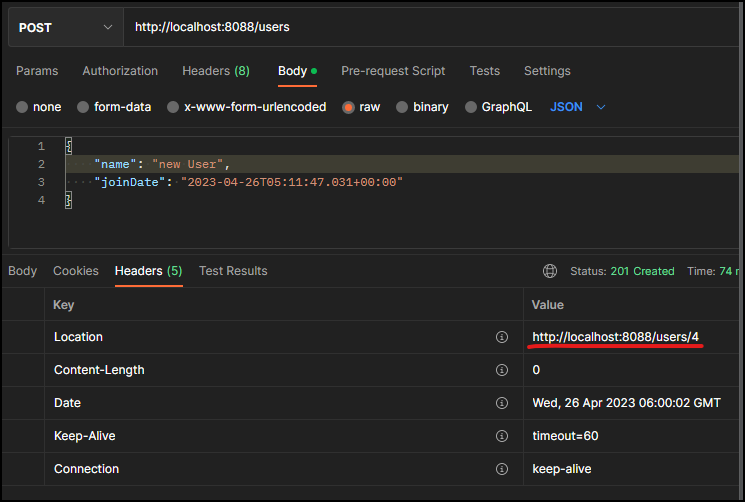 POST http://localhost:8088/users
Params Authorization Headers (8) Body Pre-request Script Tests Settings
none form-data x-www-form-urlencoded raw binary GraphQL JSON
1 {
2 ····"name": "new User",
3 ····"joinDate":·"2023-04-26T05:11:47.031+00:00"
4 }
Body Cookies Headers (5) Test Results Status: 201 Created Time: 74
Key Value
Location http://localhost:8088/users/4
Content-Length 0
Date Wed, 26 Apr 2023 06:00:02 GMT
Keep-Alive timeout=60
Connection keep-alive